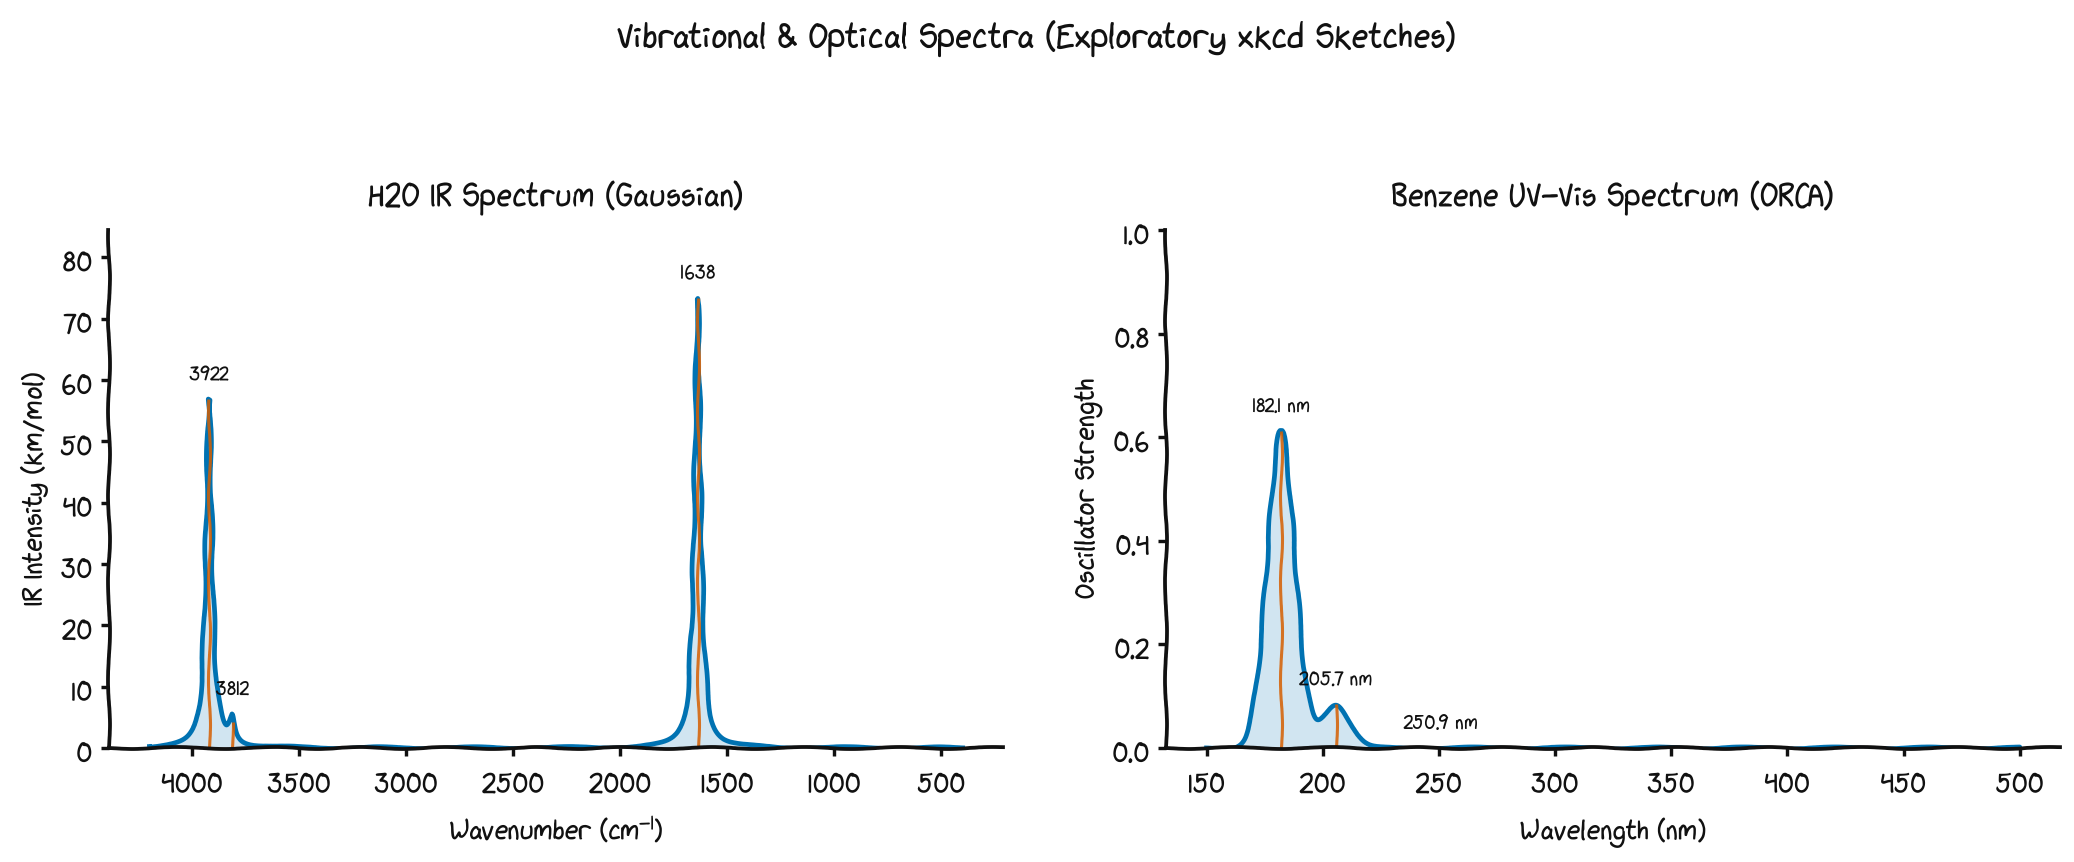 Vibrational & Optical Spectra (Exploratory xkcd Sketches)
H2O IR Spectrum (Gaussian)
IR Intensity (km/mol)
80
70
60
50
40
30
20
10
0
3922
3812
1638
4000 3500 3000 2500 2000 1500 1000 500
Wavenumber (cm⁻¹)
Benzene UV-Vis Spectrum (ORCA)
Oscillator Strength
1.0
0.8
0.6
0.4
0.2
0.0
182.1 nm
205.7 nm
250.9 nm
150 200 250 300 350 400 450 500
Wavelength (nm)